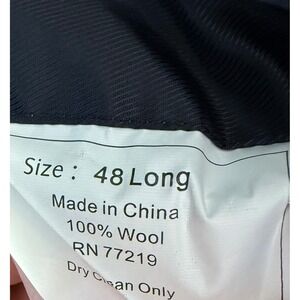 Size : 48 Long
Made in China
100% Wool
RN 77219
Dry Clean Only